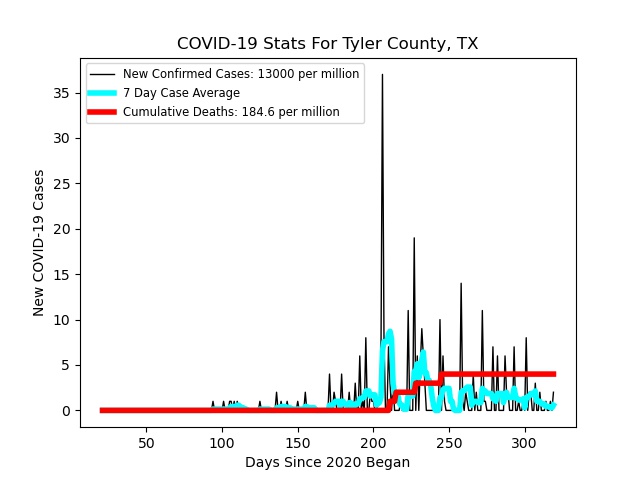 COVID-19 Stats For Tyler County, TX
New Confirmed Cases: 13000 per million
7 Day Case Average
Cumulative Deaths: 184.6 per million
New COVID-19 Cases
35
30
25
20
15
10
5
0
50 100 150 200 250 300
Days Since 2020 Began